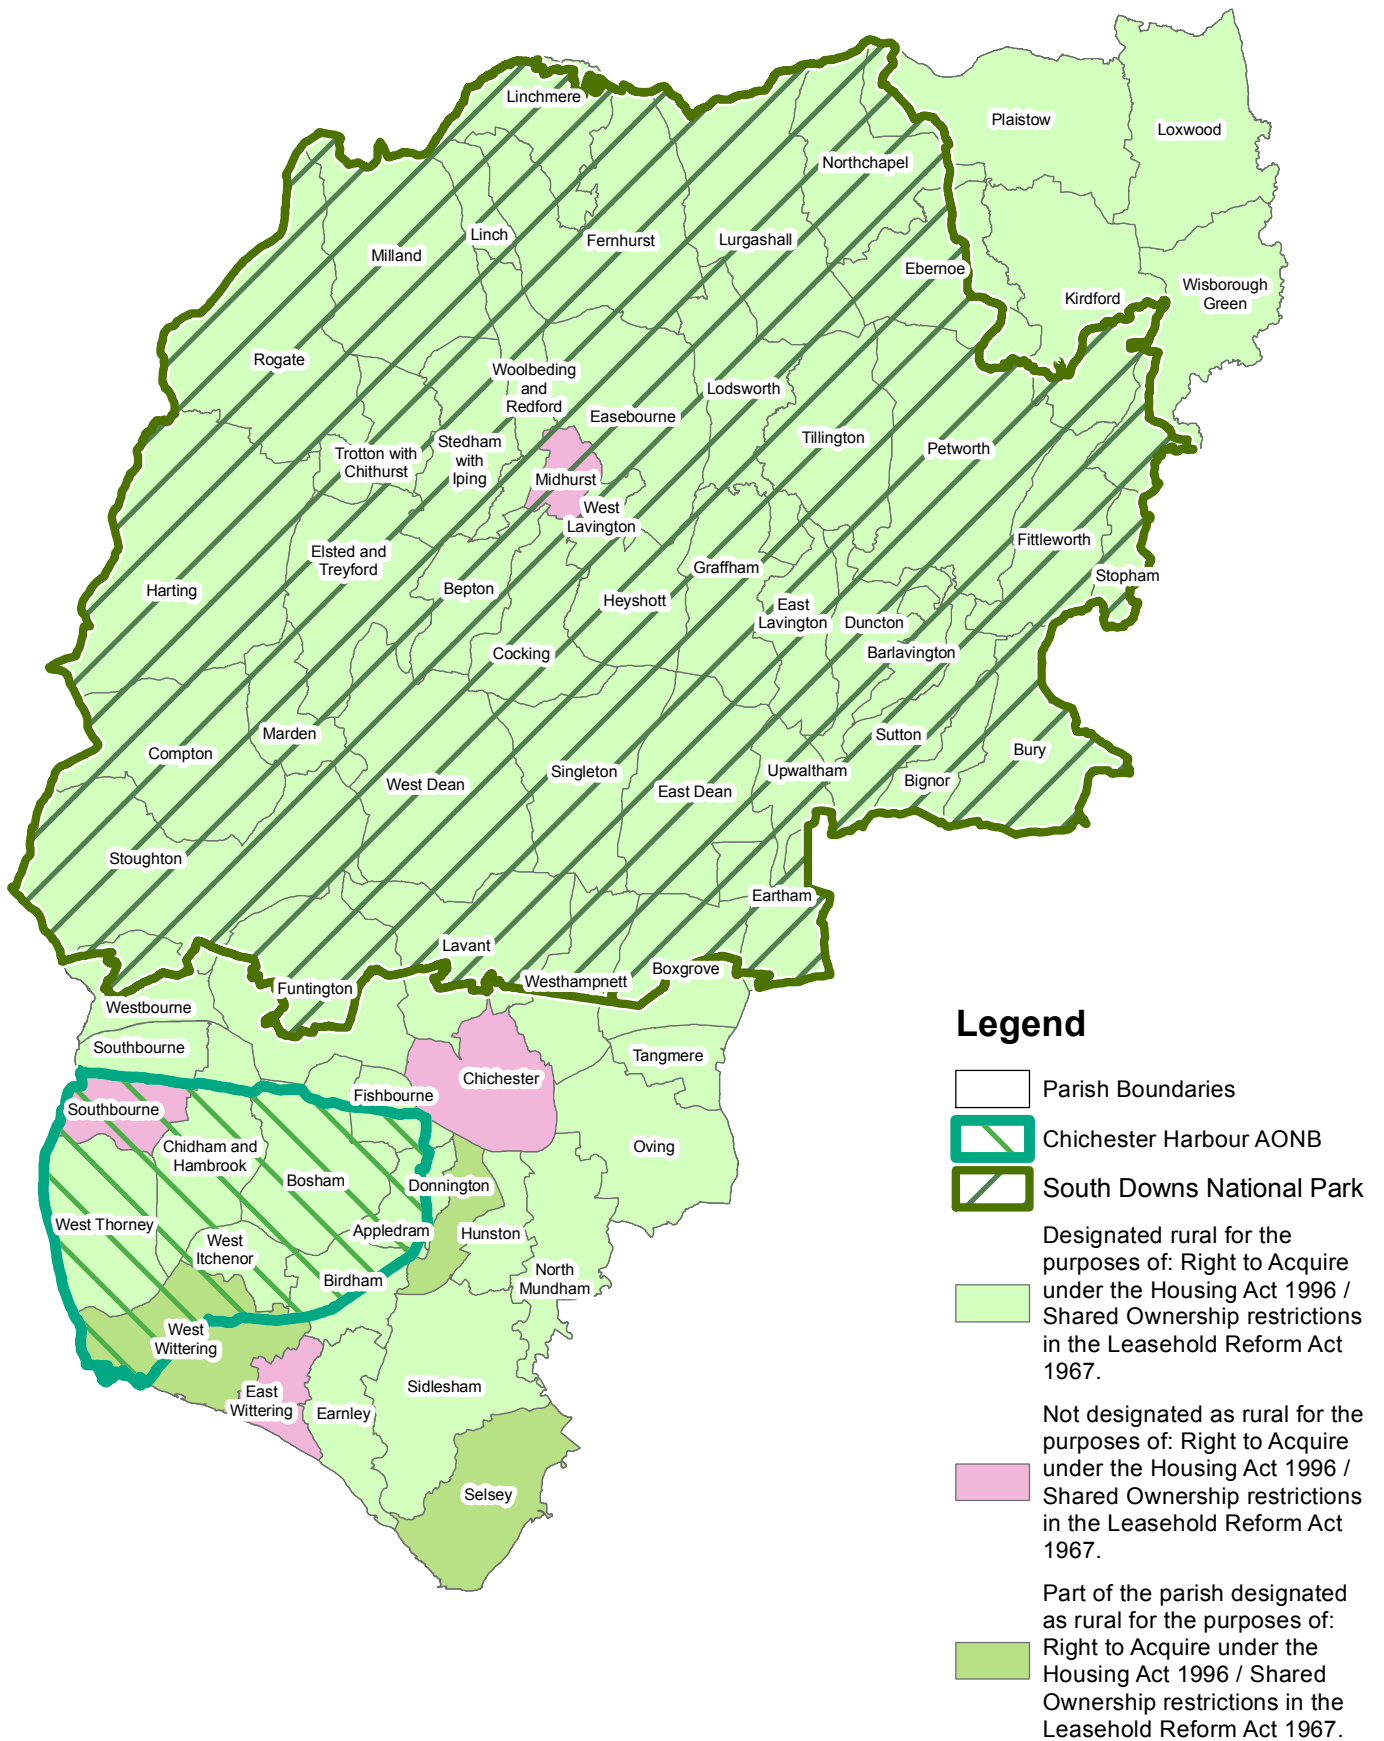 Linchmere
Plaistow
Loxwood
Northchapel
Linch
Milland
Fernhurst
Lurgashall
Ebernoe
Kirdford
Wisborough
Green
Rogate
Woolbeding
and
Redford
Lodsworth
Easebourne
Tillington
Petworth
Trotton with
Chithurst
Stedham
with
Iping
Midhurst
West
Lavington
Fittleworth
Stopham
Elsted and
Treyford
Graffham
Harting
Bepton
Heyshott
East
Lavington
Duncton
Barlavington
Cocking
Marden
Compton
Sutton
Bury
West Dean
Singleton
East Dean
Upwaltham
Bignor
Stoughton
Eartham
Lavant
Boxgrove
Westhampnett
Funtington
Westbourne
Southbourne
Tangmere
Chichester
Fishbourne
Southbourne
Chidham and
Hambrook
Oving
Bosham
Donnington
West Thorney
Appledram
Hunston
West
Itchenor
Birdham
North
Mundham
West
Wittering
East
Wittering
Earnley
Sidlesham
Selsey
Legend
Parish Boundaries
Chichester Harbour AONB
South Downs National Park
Designated rural for the
purposes of: Right to Acquire
under the Housing Act 1996 /
Shared Ownership restrictions
in the Leasehold Reform Act
1967.
Not designated as rural for the
purposes of: Right to Acquire
under the Housing Act 1996 /
Shared Ownership restrictions
in the Leasehold Reform Act
1967.
Part of the parish designated
as rural for the purposes of:
Right to Acquire under the
Housing Act 1996 / Shared
Ownership restrictions in the
Leasehold Reform Act 1967.